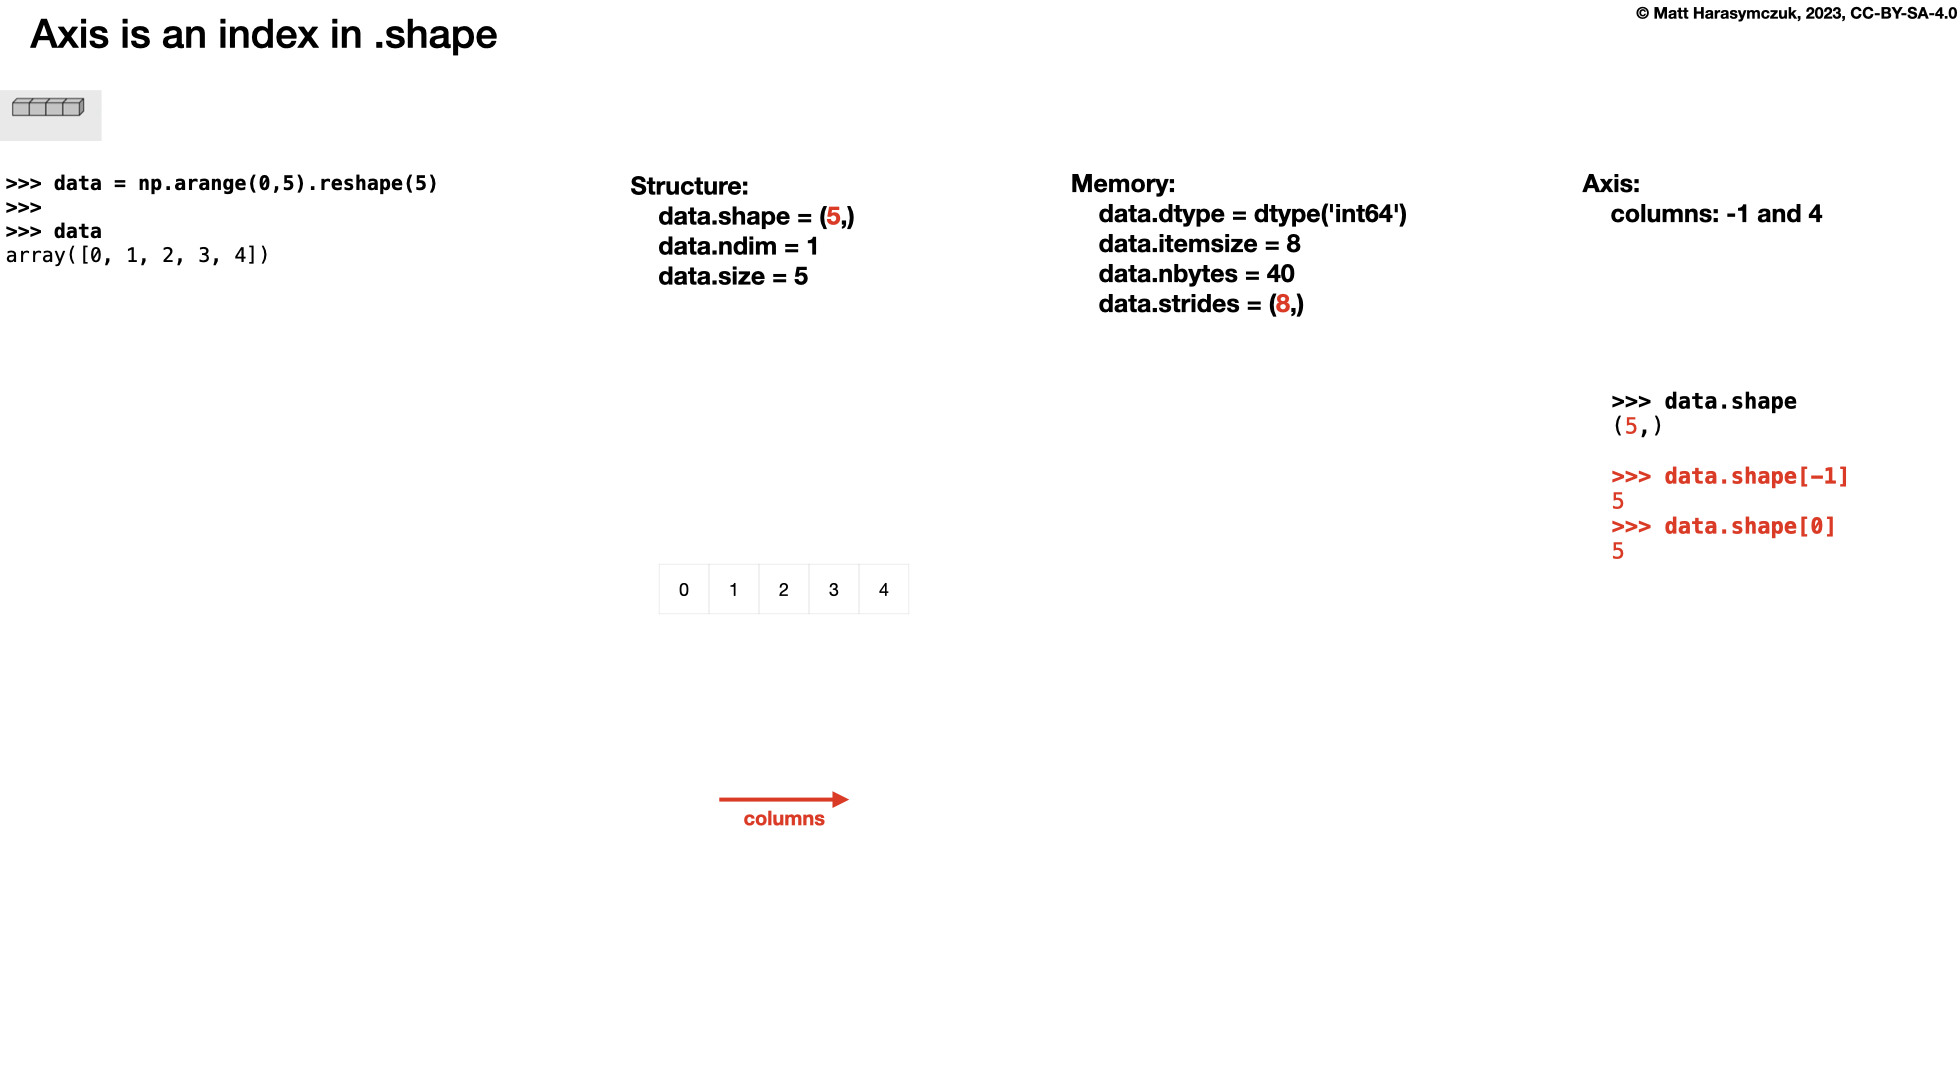 © Matt Harasymczuk, 2023, CC-BY-SA-4.0
Axis is an index in .shape
>>> data = np.arange(0,5).reshape(5)
>>>
>>> data
array([0, 1, 2, 3, 4])
Structure:
data.shape = (5,)
data.ndim = 1
data.size = 5
Memory:
data.dtype = dtype('int64')
data.itemsize = 8
data.nbytes = 40
data.strides = (8,)
Axis:
columns: -1 and 4
>>> data.shape
(5,)
>>> data.shape[-1]
5
>>> data.shape[0]
5
0 1 2 3 4
columns